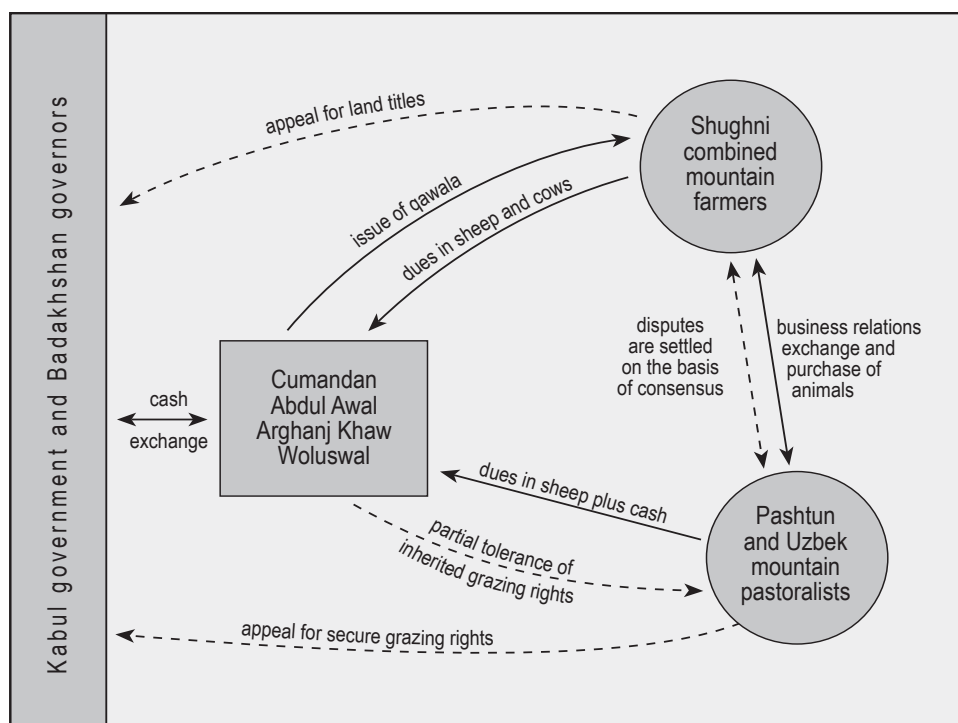 Kabul government and Badakhshan governors
appeal for land titles
Shughni
combined
mountain
farmers
issue of qawala
dues in sheep and cows
disputes
are settled
on the basis
of consensus
business relations
exchange and
purchase of
animals
cash
exchange
Cumandan
Abdul Awal
Arghanj Khaw
Woluswal
dues in sheep plus cash
partial tolerance of
inherited grazing rights
Pashtun
and Uzbek
mountain
pastoralists
appeal for secure grazing rights